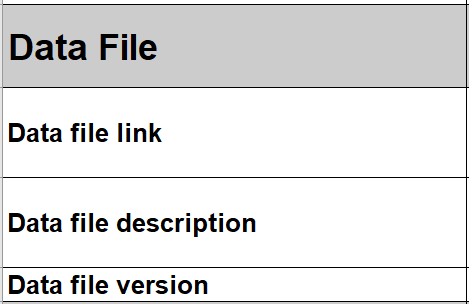 Data File
Data file link
Data file description
Data file version